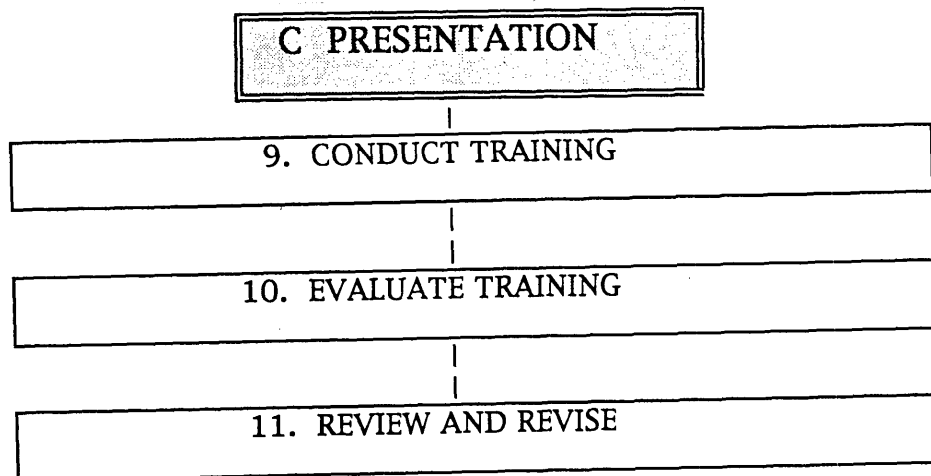 C PRESENTATION
9. CONDUCT TRAINING
10. EVALUATE TRAINING
11. REVIEW AND REVISE